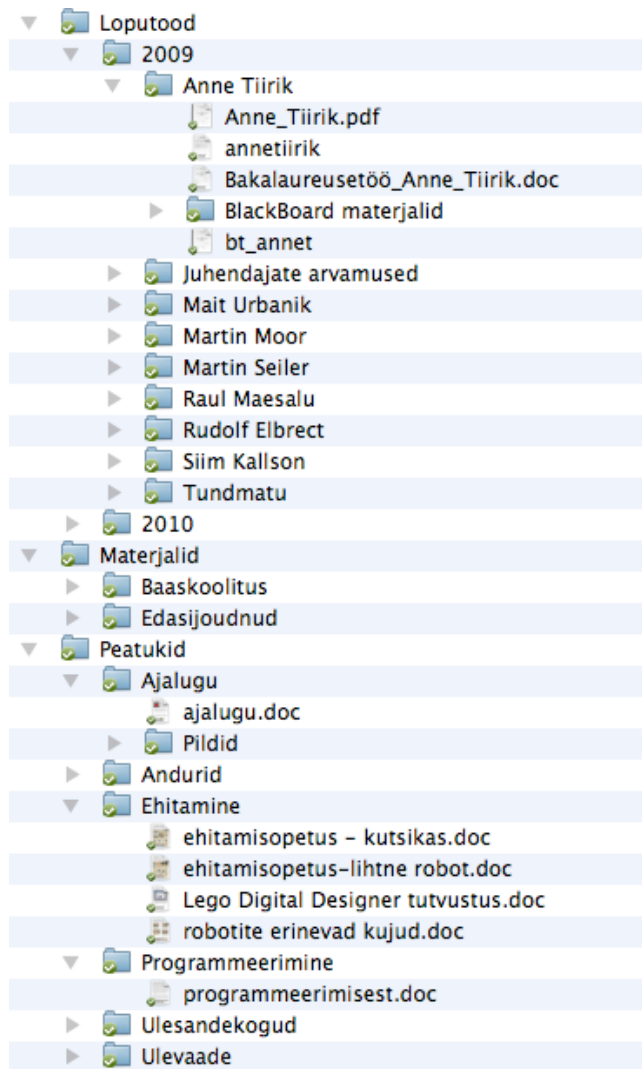 Loputood
2009
Anne Tiirik
Anne_Tiirik.pdf
annetiirik
Bakalaureusetöö_Anne_Tiirik.doc
BlackBoard materjalid
bt_annet
Juhendajate arvamused
Mait Urbanik
Martin Moor
Martin Seiler
Raul Maesalu
Rudolf Elbrect
Siim Kallson
Tundmatu
2010
Materjalid
Baaskoolitus
Edasijoudnud
Peatukid
Ajalugu
ajalugu.doc
Pildid
Andurid
Ehitamine
ehitamisopetus - kutsikas.doc
ehitamisopetus-lihtne robot.doc
Lego Digital Designer tutvustus.doc
robotite erinevad kujud.doc
Programmeerimine
programmeerimisest.doc
Ulesandekogud
Ulevaade